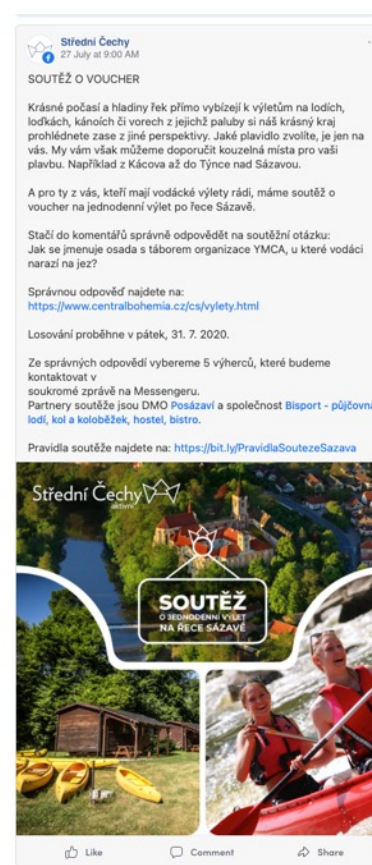 Střední Čechy
27 July at 9:00 AM
SOUTĚŽ O VOUCHER
Krásné počasí a hladiny řek přímo vybízejí k výletům na lodích,
loďkách, kánoích či vorech z jejichž paluby si náš krásný kraj
prohlédnete zase z jiné perspektivy. Jaké plavidlo zvolíte, je jen na
vás. My vám však můžeme doporučit kouzelná místa pro vaši
plavbu. Například z Kácova až do Týnce nad Sázavou.
A pro ty z vás, kteří mají vodácké výlety rádi, máme soutěž o
voucher na jednodenní výlet po řece Sázavě.
Stačí do komentářů správně odpovědět na soutěžní otázku:
Jak se jmenuje osada s táborem organizace YMCA, u které vodáci
narazí na jez?
Správnou odpověď najdete na:
https://www.centralbohemia.cz/cs/vylety.html
Losování proběhne v pátek, 31. 7. 2020.
Ze správných odpovědí vybereme 5 výherců, které budeme
kontaktovat v
soukromé zprávě na Messengeru.
Partnery soutěže jsou DMO Posázaví a společnost Bisport - půjčovna
lodí, kol a koloběžek, hostel, bistro.
Pravidla soutěže najdete na: https://bit.ly/PravidlaSoutezeSazava
Střední Čechy
aktivní
SOUTĚŽ
O JEDNODENNÍ VÝLET
NA ŘECE SÁZAVĚ
Like
Comment
Share